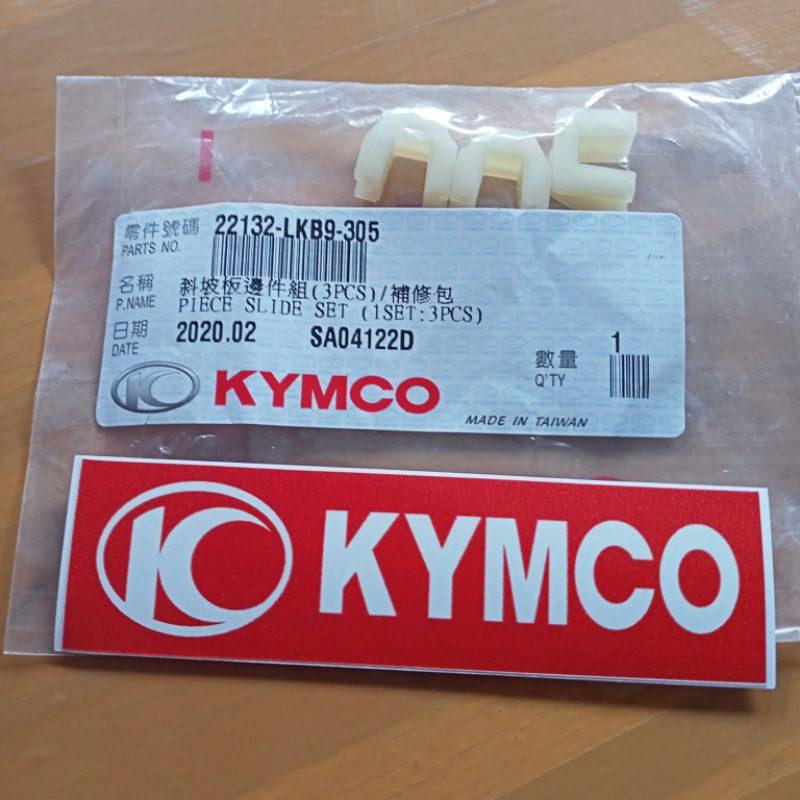 零件號碼 22132-LKB9-305
PARTS NO.
名稱 斜坡板邊件組(3PCS)/補修包
P.NAME PIECE SLIDE SET (1SET:3PCS)
日期 2020.02 SA04122D
DATE
數量 1
Q'TY
KYMCO
MADE IN TAIWAN
KYMCO